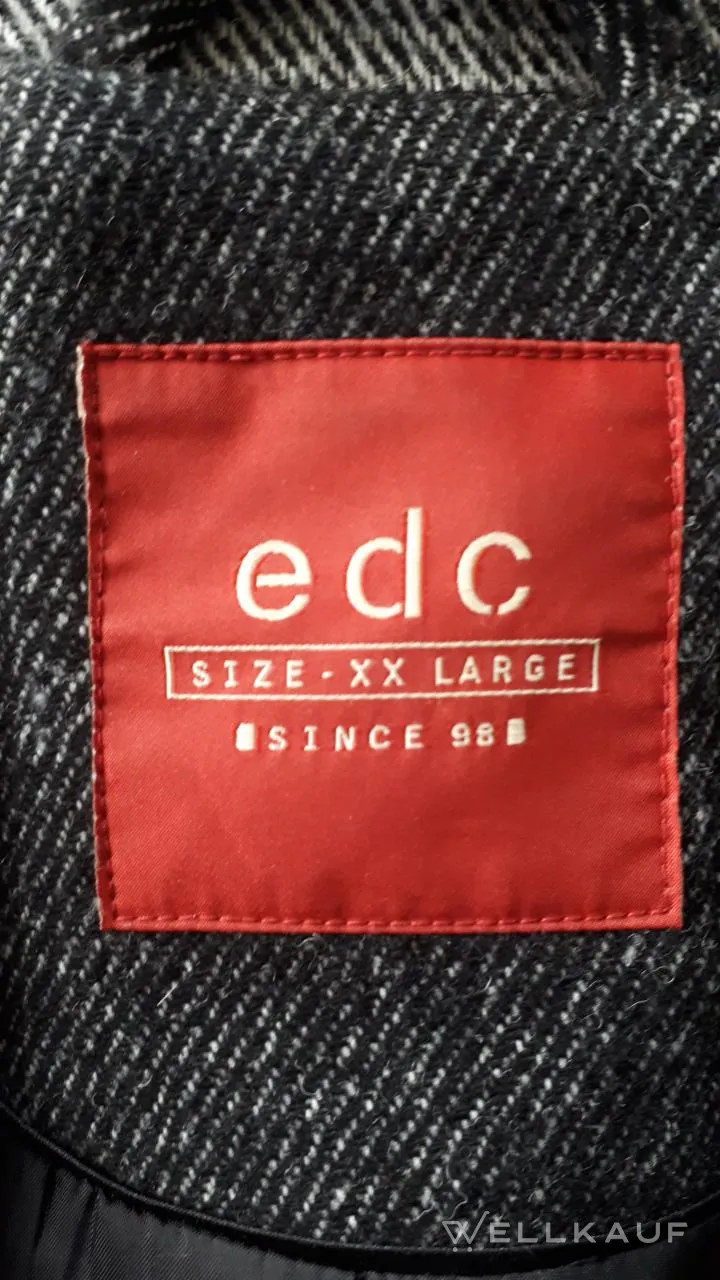 edc
SIZE-XX LARGE
SINCE 98
WELLKAUF